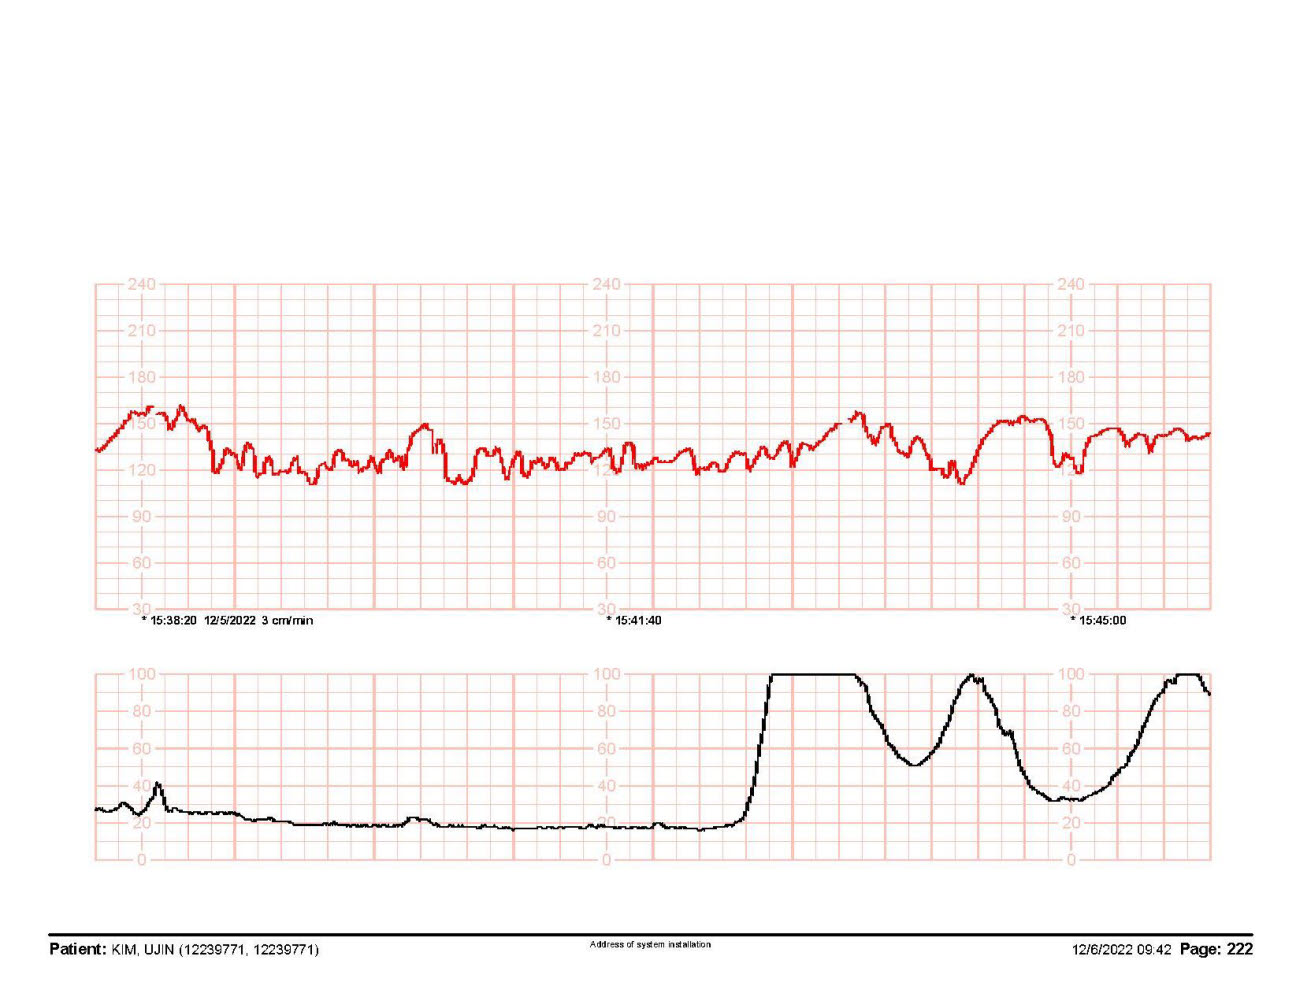 240 240 240
210 210 210
180 180 180
150 150 150
120 120 120
90 90 90
60 60 60
30 30 30
* 15:38:20 12/5/2022 3 cm/min * 15:41:40 * 15:45:00
100 100 100
80 80 80
60 60 60
40 40 40
20 20 20
0 0 0
Patient: KIM, UJIN (12239771, 12239771) Address of system installation 12/6/2022 09:42 Page: 222